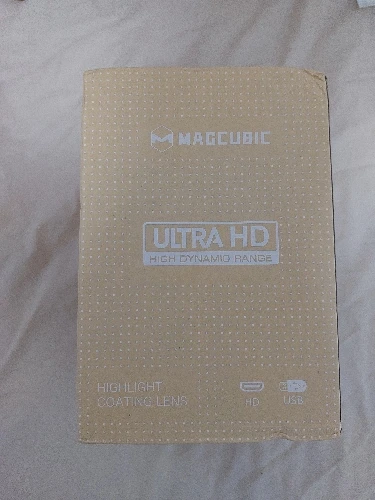 MAGCUBIC
ULTRA HD
HIGH DYNAMIC RANGE
HIGHLIGHT
COATING LENS
HD
USB